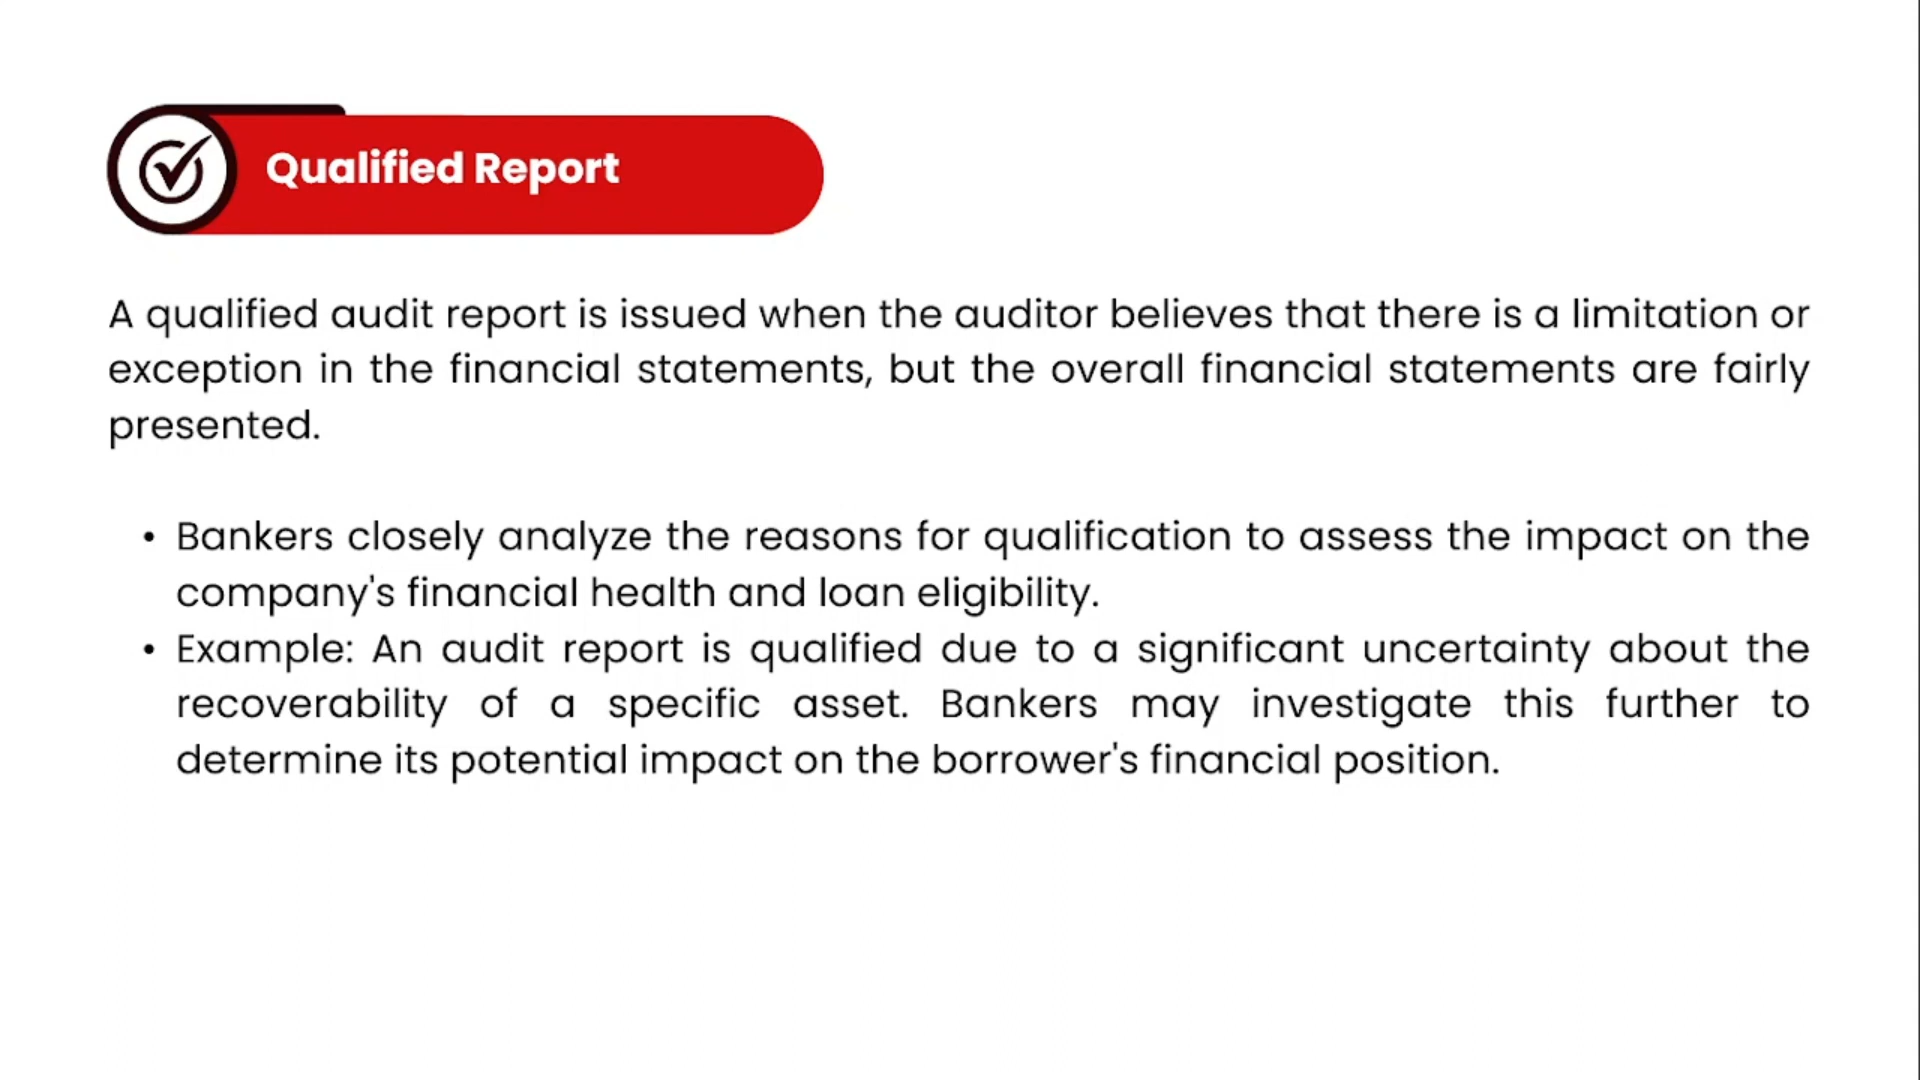 Qualified Report
A qualified audit report is issued when the auditor believes that there is a limitation or
exception in the financial statements, but the overall financial statements are fairly
presented.
• Bankers closely analyze the reasons for qualification to assess the impact on the
company's financial health and loan eligibility.
• Example: An audit report is qualified due to a significant uncertainty about the
recoverability of a specific asset. Bankers may investigate this further to
determine its potential impact on the borrower's financial position.